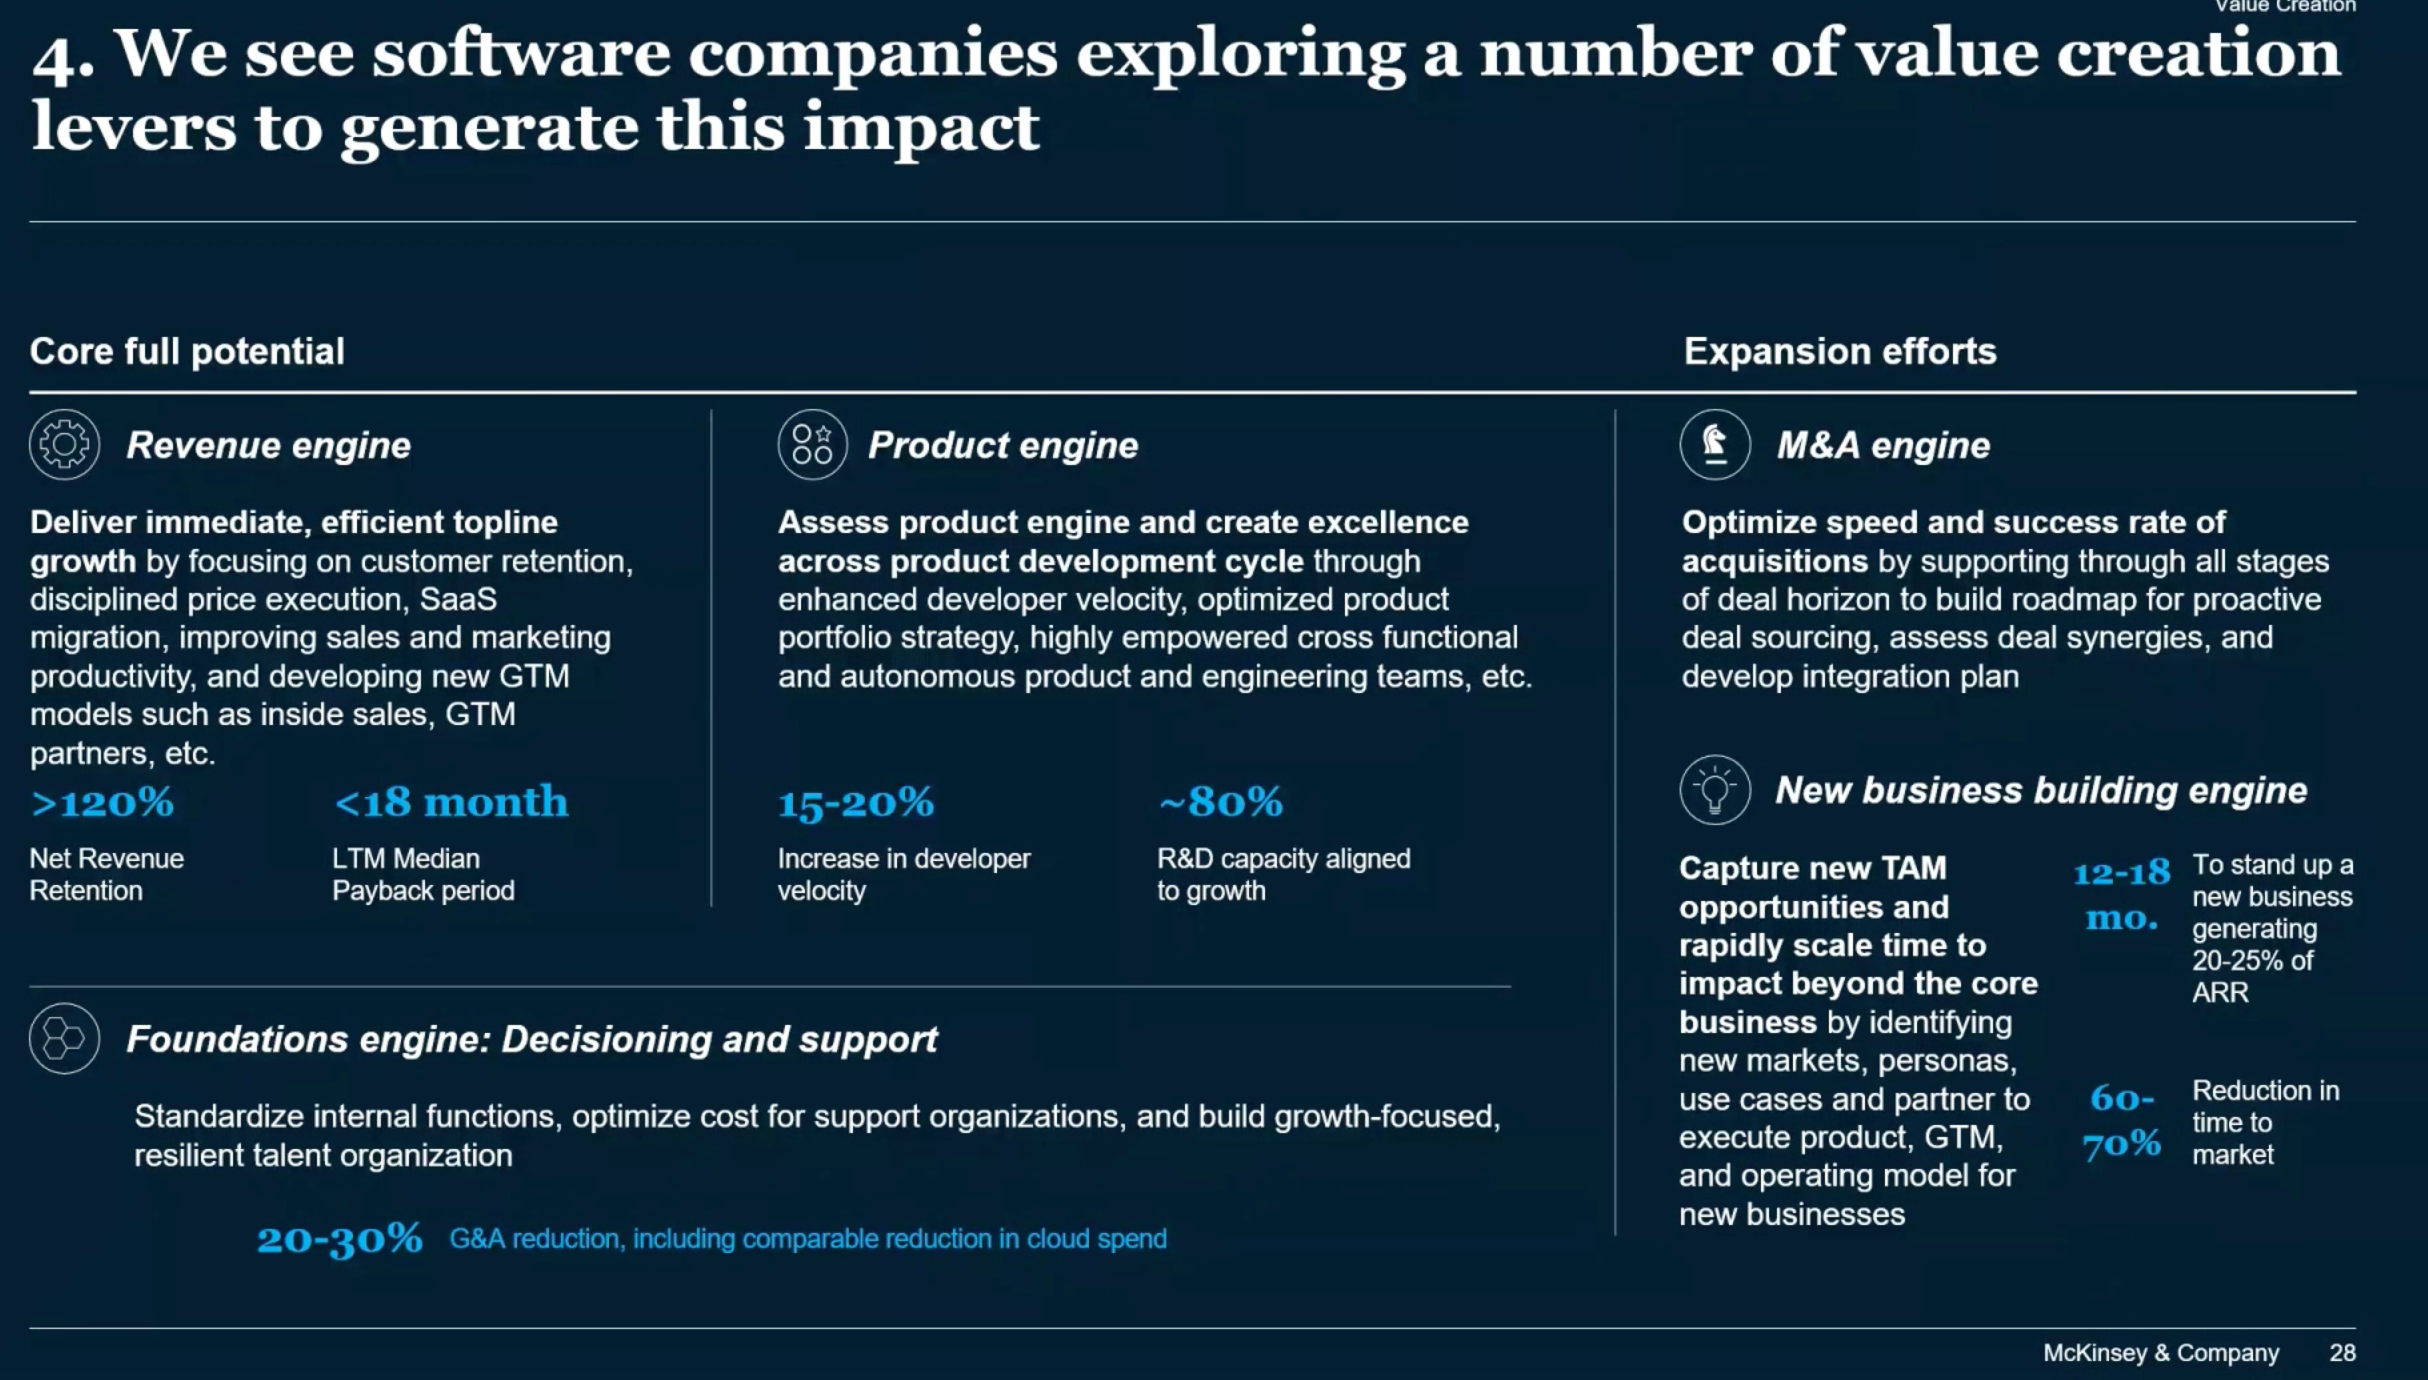 Value Creation
4. We see software companies exploring a number of value creation
levers to generate this impact
Core full potential
Revenue engine
Deliver immediate, efficient topline
growth by focusing on customer retention,
disciplined price execution, SaaS
migration, improving sales and marketing
productivity, and developing new GTM
models such as inside sales, GTM
partners, etc.
>120%
Net Revenue
Retention
<18 month
LTM Median
Payback period
Product engine
Assess product engine and create excellence
across product development cycle through
enhanced developer velocity, optimized product
portfolio strategy, highly empowered cross functional
and autonomous product and engineering teams, etc.
15-20%
Increase in developer
velocity
~80%
R&D capacity aligned
to growth
Foundations engine: Decisioning and support
Standardize internal functions, optimize cost for support organizations, and build growth-focused,
resilient talent organization
20-30% G&A reduction, including comparable reduction in cloud spend
Expansion efforts
M&A engine
Optimize speed and success rate of
acquisitions by supporting through all stages
of deal horizon to build roadmap for proactive
deal sourcing, assess deal synergies, and
develop integration plan
New business building engine
Capture new TAM
opportunities and
rapidly scale time to
impact beyond the core
business by identifying
new markets, personas,
use cases and partner to
execute product, GTM,
and operating model for
new businesses
12-18
mo.
To stand up a
new business
generating
20-25% of
ARR
60-
70%
Reduction in
time to
market
McKinsey & Company 28